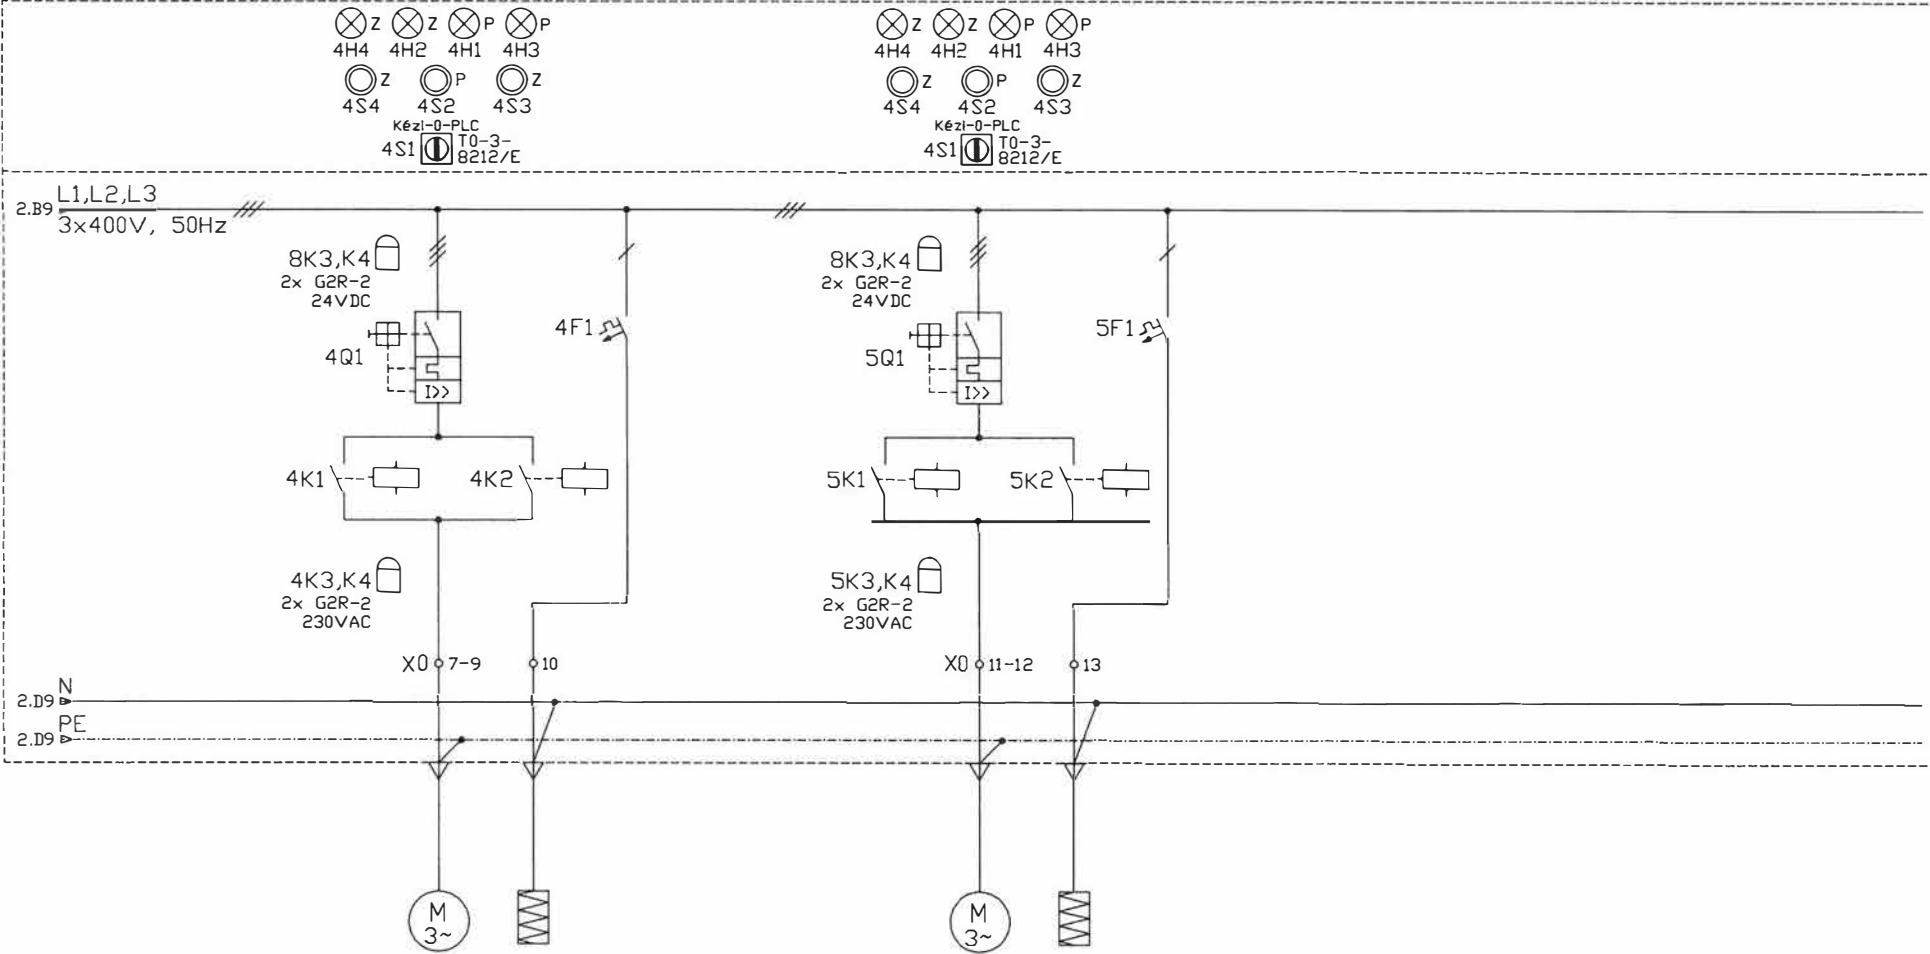 Z Z P P Z Z P P
4H4 4H2 4H1 4H3 4H4 4H2 4H1 4H3
Z P Z Z P Z
4S4 4S2 4S3 4S4 4S2 4S3
Kézi-0-PLC Kézi-0-PLC
4S1 T0-3- 4S1 T0-3-
8212/E 8212/E
L1,L2,L3
2.B9
3x400V, 50Hz
8K3,K4 8K3,K4
2x G2R-2 2x G2R-2
24VDC 24VDC
4F1 5F1
4Q1 5Q1
I>> I>>
4K1 4K2 5K1 5K2
4K3,K4 5K3,K4
2x G2R-2 2x G2R-2
230VAC 230VAC
X0 7-9 10 X0 11-12 13
N
2.D9
PE
2.D9
M M
3~ 3~